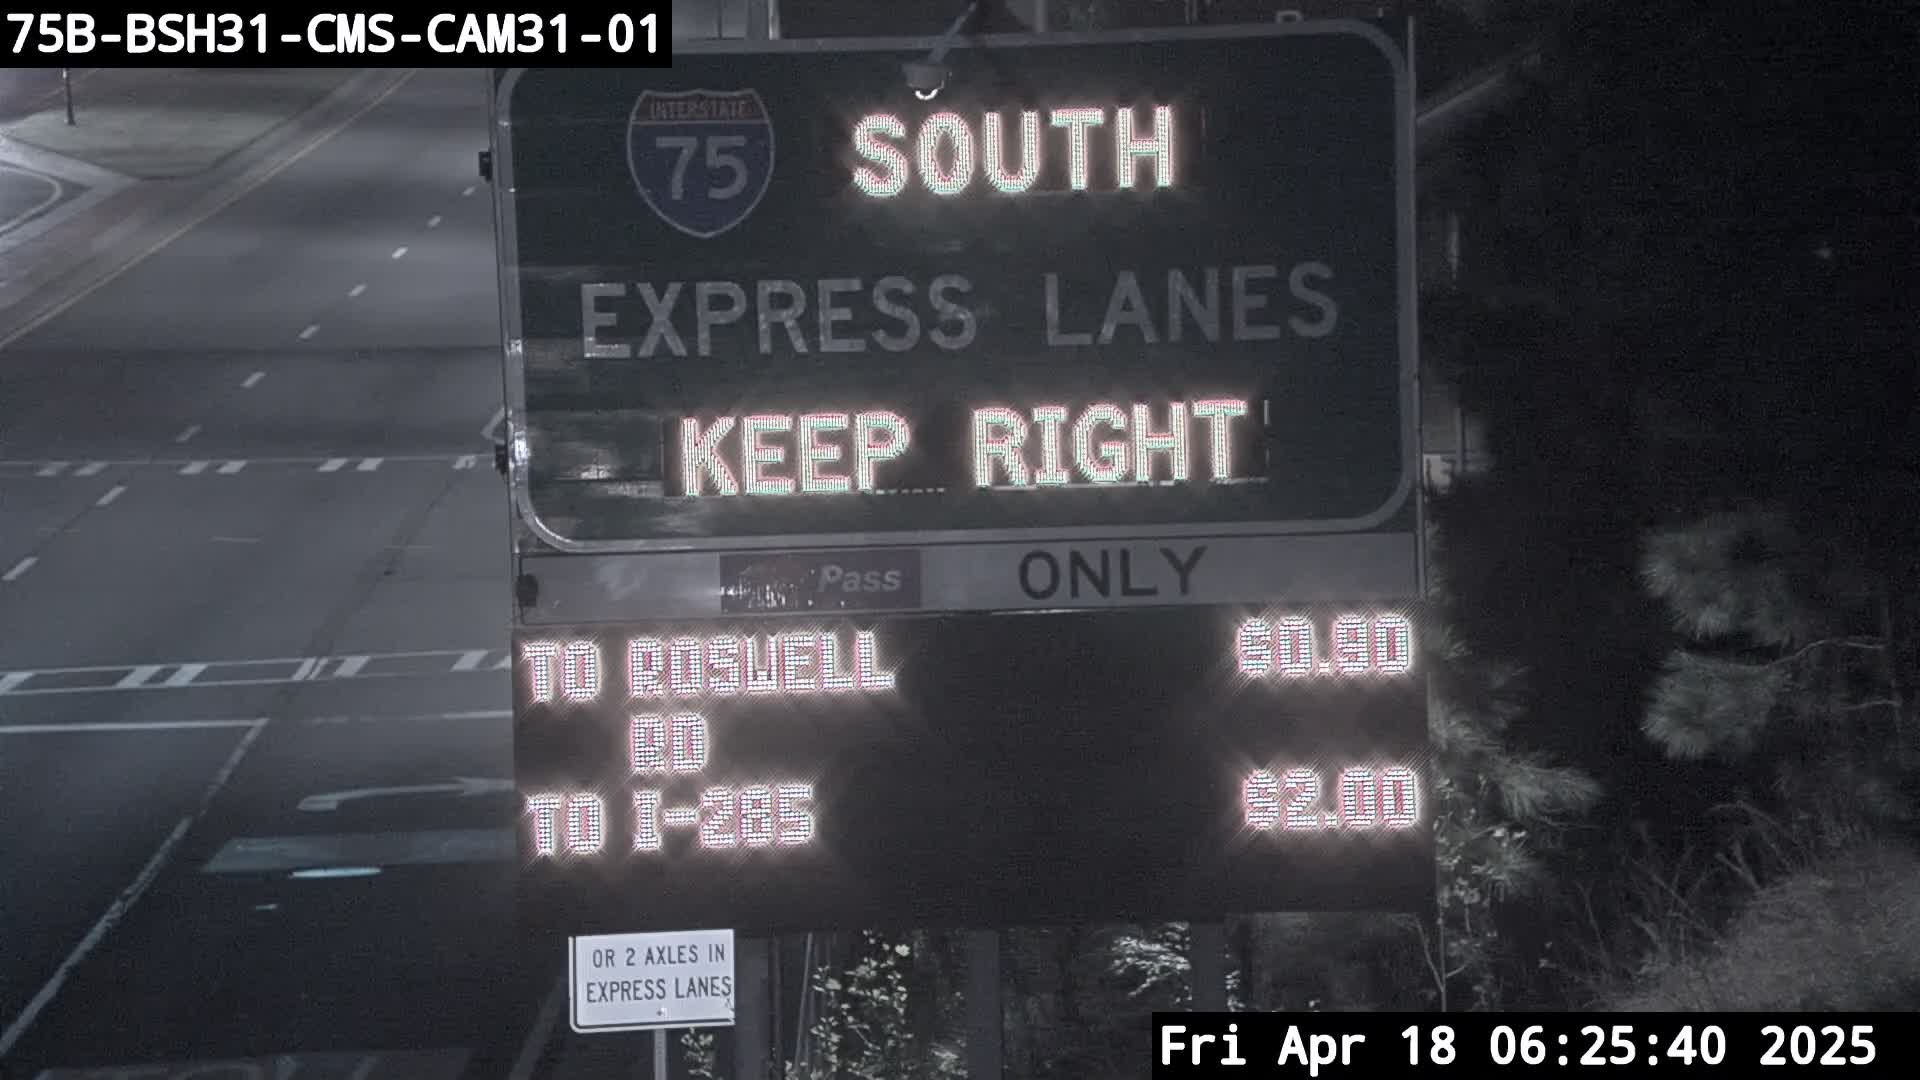 75B-BSH31-CMS-CAM31-01
INTERSTATE
75
SOUTH
EXPRESS LANES
KEEP RIGHT
Pass ONLY
TO ROSWELL $0.90
RD
TO I-285 $2.00
OR 2 AXLES IN
EXPRESS LANES
Fri Apr 18 06:25:40 2025